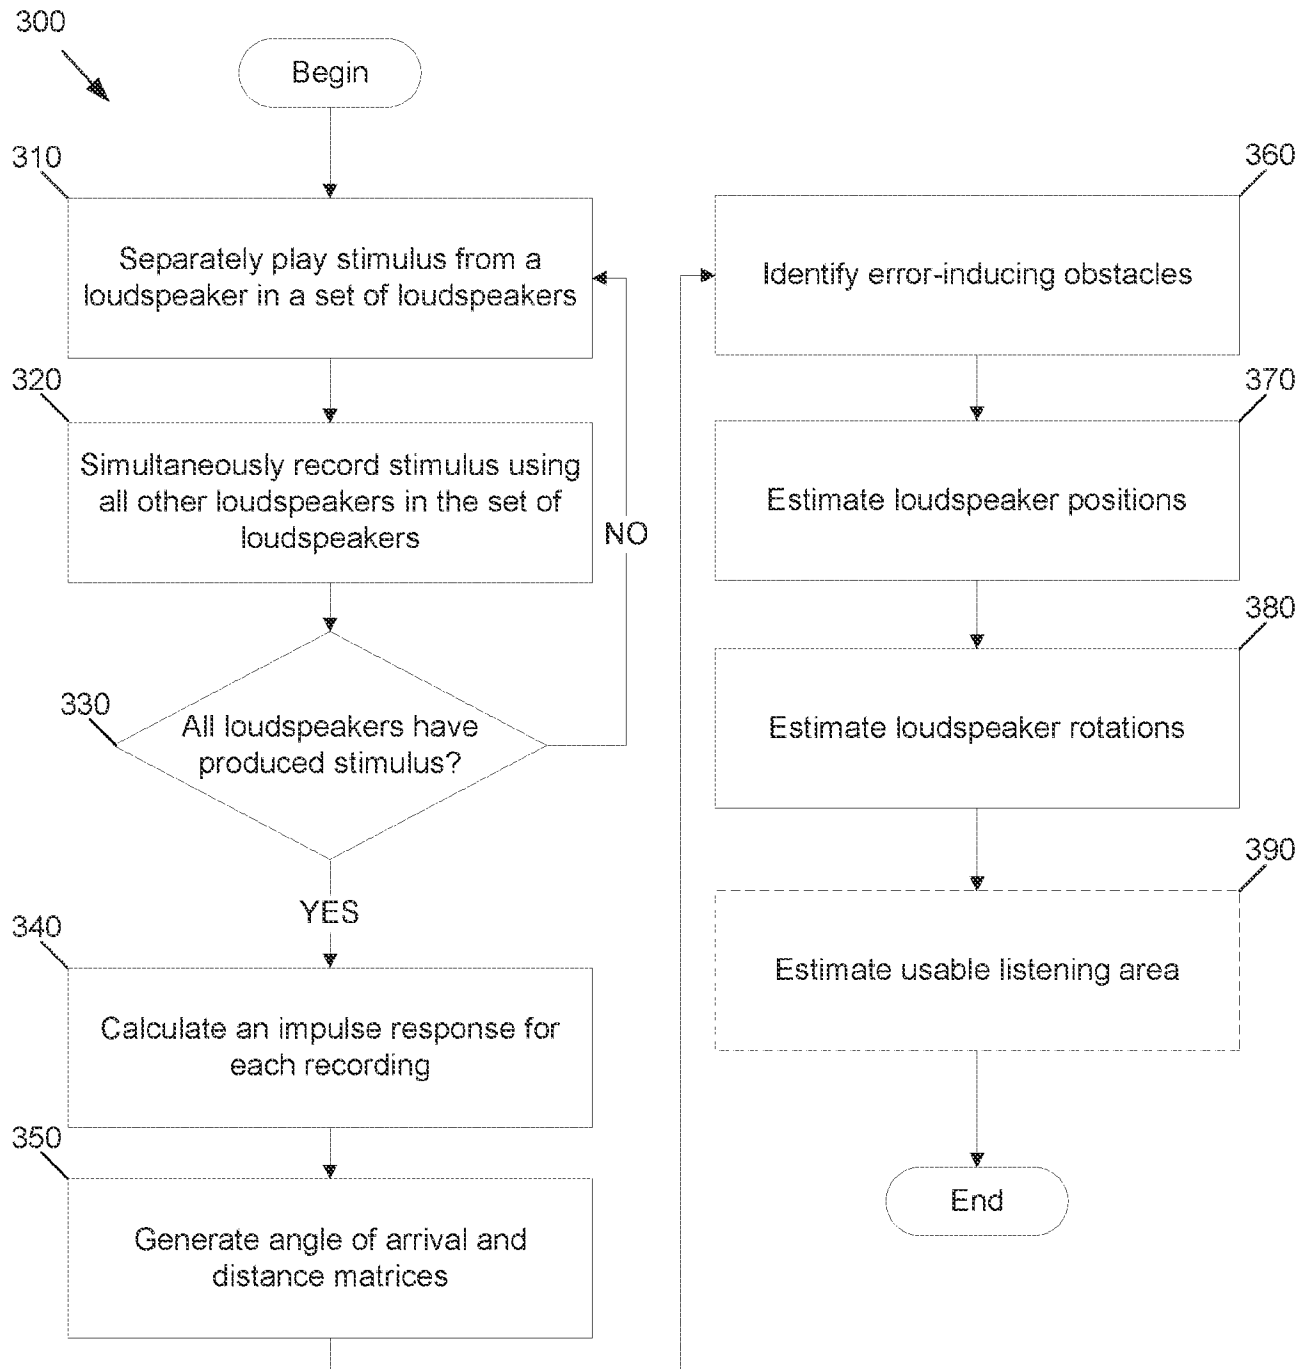 300
Begin
310
Separately play stimulus from a
loudspeaker in a set of loudspeakers
320
Simultaneously record stimulus using
all other loudspeakers in the set of
loudspeakers
NO
330
All loudspeakers have
produced stimulus?
YES
340
Calculate an impulse response for
each recording
350
Generate angle of arrival and
distance matrices
360
Identify error-inducing obstacles
370
Estimate loudspeaker positions
380
Estimate loudspeaker rotations
390
Estimate usable listening area
End